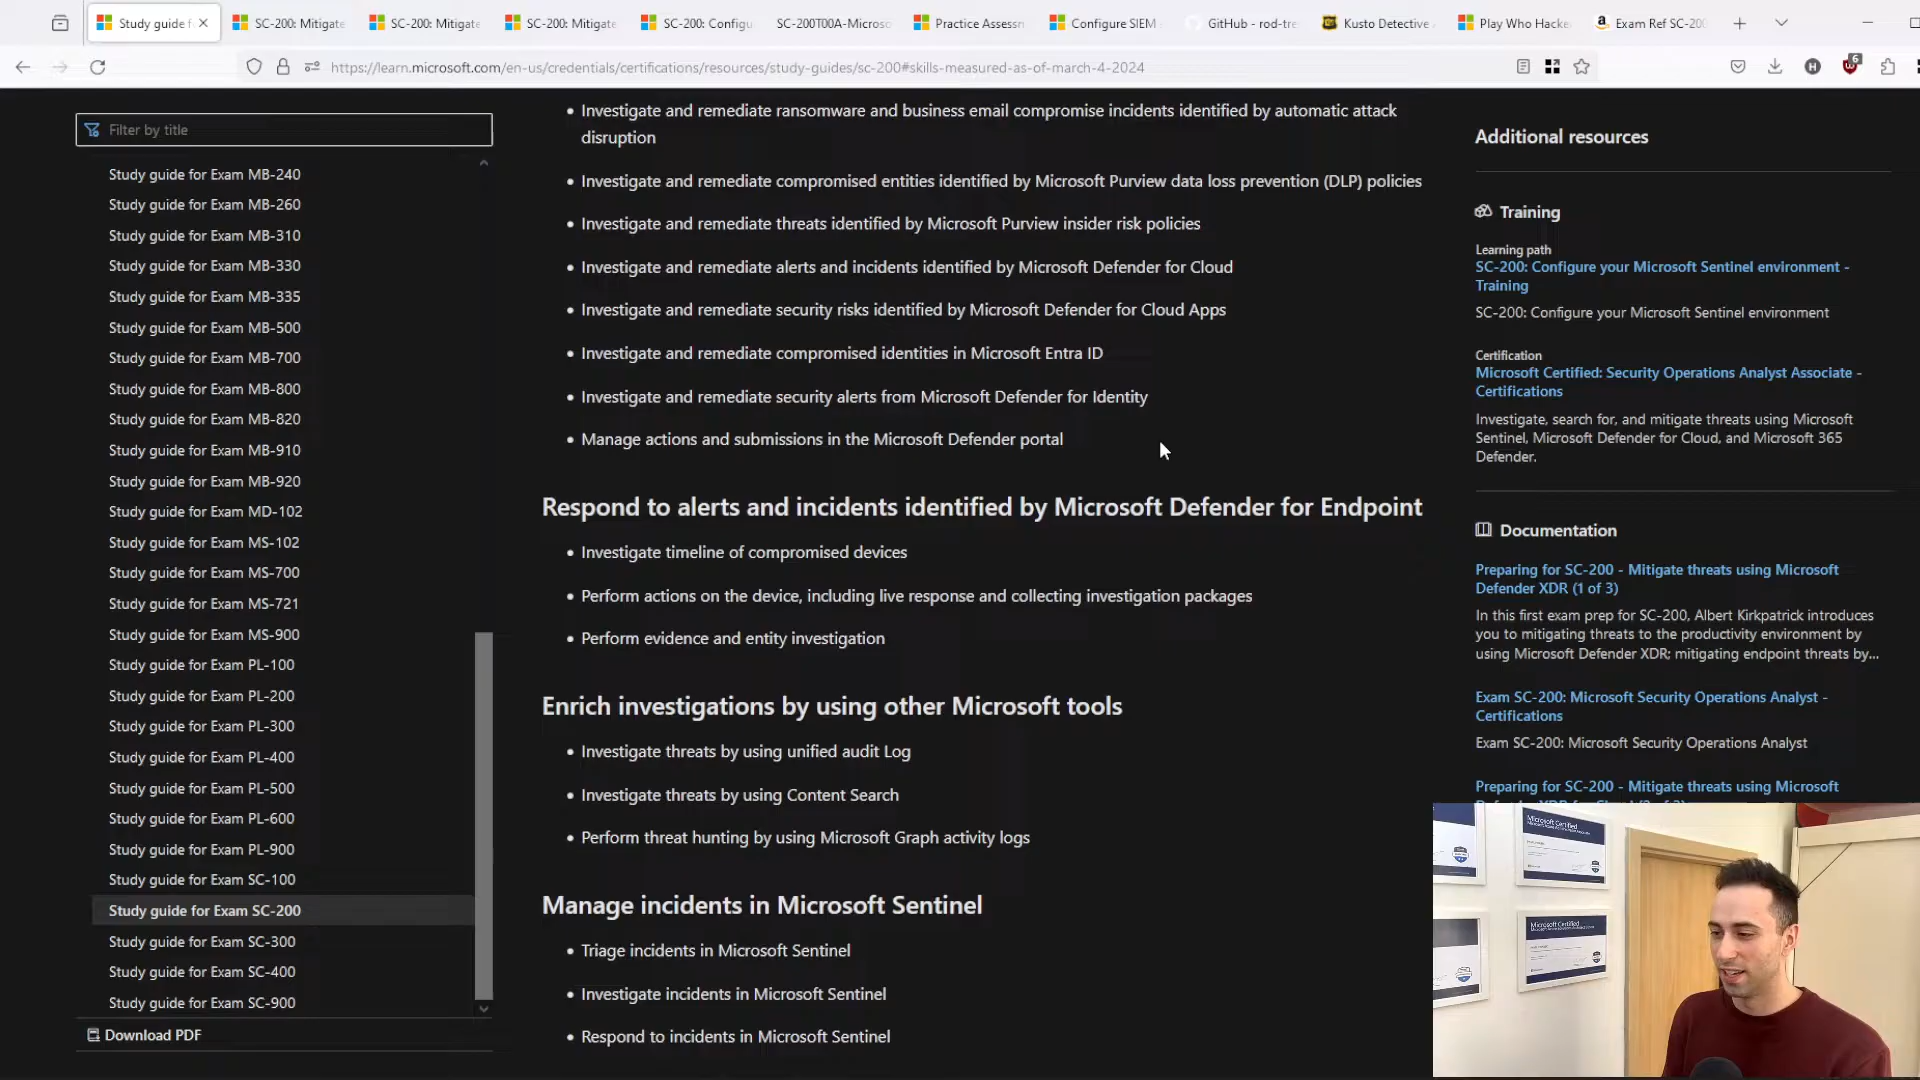 Study guide f
SC-200: Mitigate
SC-200: Mitigate
SC-200: Mitigate
SC-200: Configu
SC-200T00A-Microso
Practice Assessm
Configure SIEM
GitHub - rod-tre
Kusto Detective
Play Who Hacke
Exam Ref SC-200
https://learn.microsoft.com/en-us/credentials/certifications/resources/study-guides/sc-200#skills-measured-as-of-march-4-2024
6
Filter by title
Study guide for Exam MB-240
Study guide for Exam MB-260
Study guide for Exam MB-310
Study guide for Exam MB-330
Study guide for Exam MB-335
Study guide for Exam MB-500
Study guide for Exam MB-700
Study guide for Exam MB-800
Study guide for Exam MB-820
Study guide for Exam MB-910
Study guide for Exam MB-920
Study guide for Exam MD-102
Study guide for Exam MS-102
Study guide for Exam MS-700
Study guide for Exam MS-721
Study guide for Exam MS-900
Study guide for Exam PL-100
Study guide for Exam PL-200
Study guide for Exam PL-300
Study guide for Exam PL-400
Study guide for Exam PL-500
Study guide for Exam PL-600
Study guide for Exam PL-900
Study guide for Exam SC-100
Study guide for Exam SC-200
Study guide for Exam SC-300
Study guide for Exam SC-400
Study guide for Exam SC-900
Download PDF
• Investigate and remediate ransomware and business email compromise incidents identified by automatic attack
disruption
• Investigate and remediate compromised entities identified by Microsoft Purview data loss prevention (DLP) policies
• Investigate and remediate threats identified by Microsoft Purview insider risk policies
• Investigate and remediate alerts and incidents identified by Microsoft Defender for Cloud
• Investigate and remediate security risks identified by Microsoft Defender for Cloud Apps
• Investigate and remediate compromised identities in Microsoft Entra ID
• Investigate and remediate security alerts from Microsoft Defender for Identity
• Manage actions and submissions in the Microsoft Defender portal
Respond to alerts and incidents identified by Microsoft Defender for Endpoint
• Investigate timeline of compromised devices
• Perform actions on the device, including live response and collecting investigation packages
• Perform evidence and entity investigation
Enrich investigations by using other Microsoft tools
• Investigate threats by using unified audit Log
• Investigate threats by using Content Search
• Perform threat hunting by using Microsoft Graph activity logs
Manage incidents in Microsoft Sentinel
• Triage incidents in Microsoft Sentinel
• Investigate incidents in Microsoft Sentinel
• Respond to incidents in Microsoft Sentinel
Additional resources
Training
Learning path
SC-200: Configure your Microsoft Sentinel environment -
Training
SC-200: Configure your Microsoft Sentinel environment
Certification
Microsoft Certified: Security Operations Analyst Associate -
Certifications
Investigate, search for, and mitigate threats using Microsoft
Sentinel, Microsoft Defender for Cloud, and Microsoft 365
Defender.
Documentation
Preparing for SC-200 - Mitigate threats using Microsoft
Defender XDR (1 of 3)
In this first exam prep for SC-200, Albert Kirkpatrick introduces
you to mitigating threats to the productivity environment by
using Microsoft Defender XDR; mitigating endpoint threats by...
Exam SC-200: Microsoft Security Operations Analyst -
Certifications
Exam SC-200: Microsoft Security Operations Analyst
Preparing for SC-200 - Mitigate threats using Microsoft
Microsoft Certified
Microsoft Certified